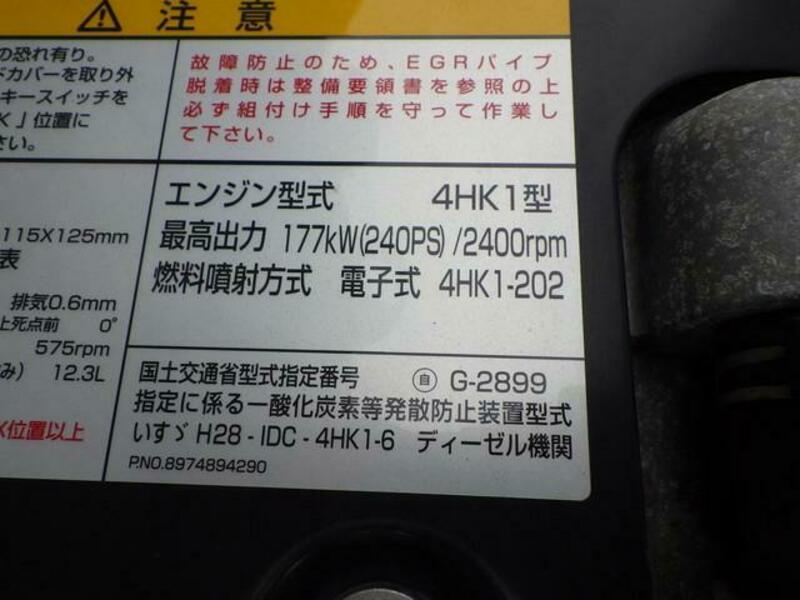 注意
の恐れ有り。
ドカバーを取り外
キースイッチを
」位置に
さい。
故障防止のため、EGRパイプ
脱着時は整備要領書を参照の上
必ず組付け手順を守って作業し
て下さい。
115X125mm
表
排気0.6mm
上死点前 0°
575rpm
み) 12.3L
位置以上
エンジン型式 4HK1型
最高出力 177kW(240PS)/2400rpm
燃料噴射方式 電子式 4HK1-202
国土交通省型式指定番号 自 G-2899
指定に係る一酸化炭素等発散防止装置型式
いすゞ H28-IDC-4HK1-6 ディーゼル機関
P.NO.8974894290